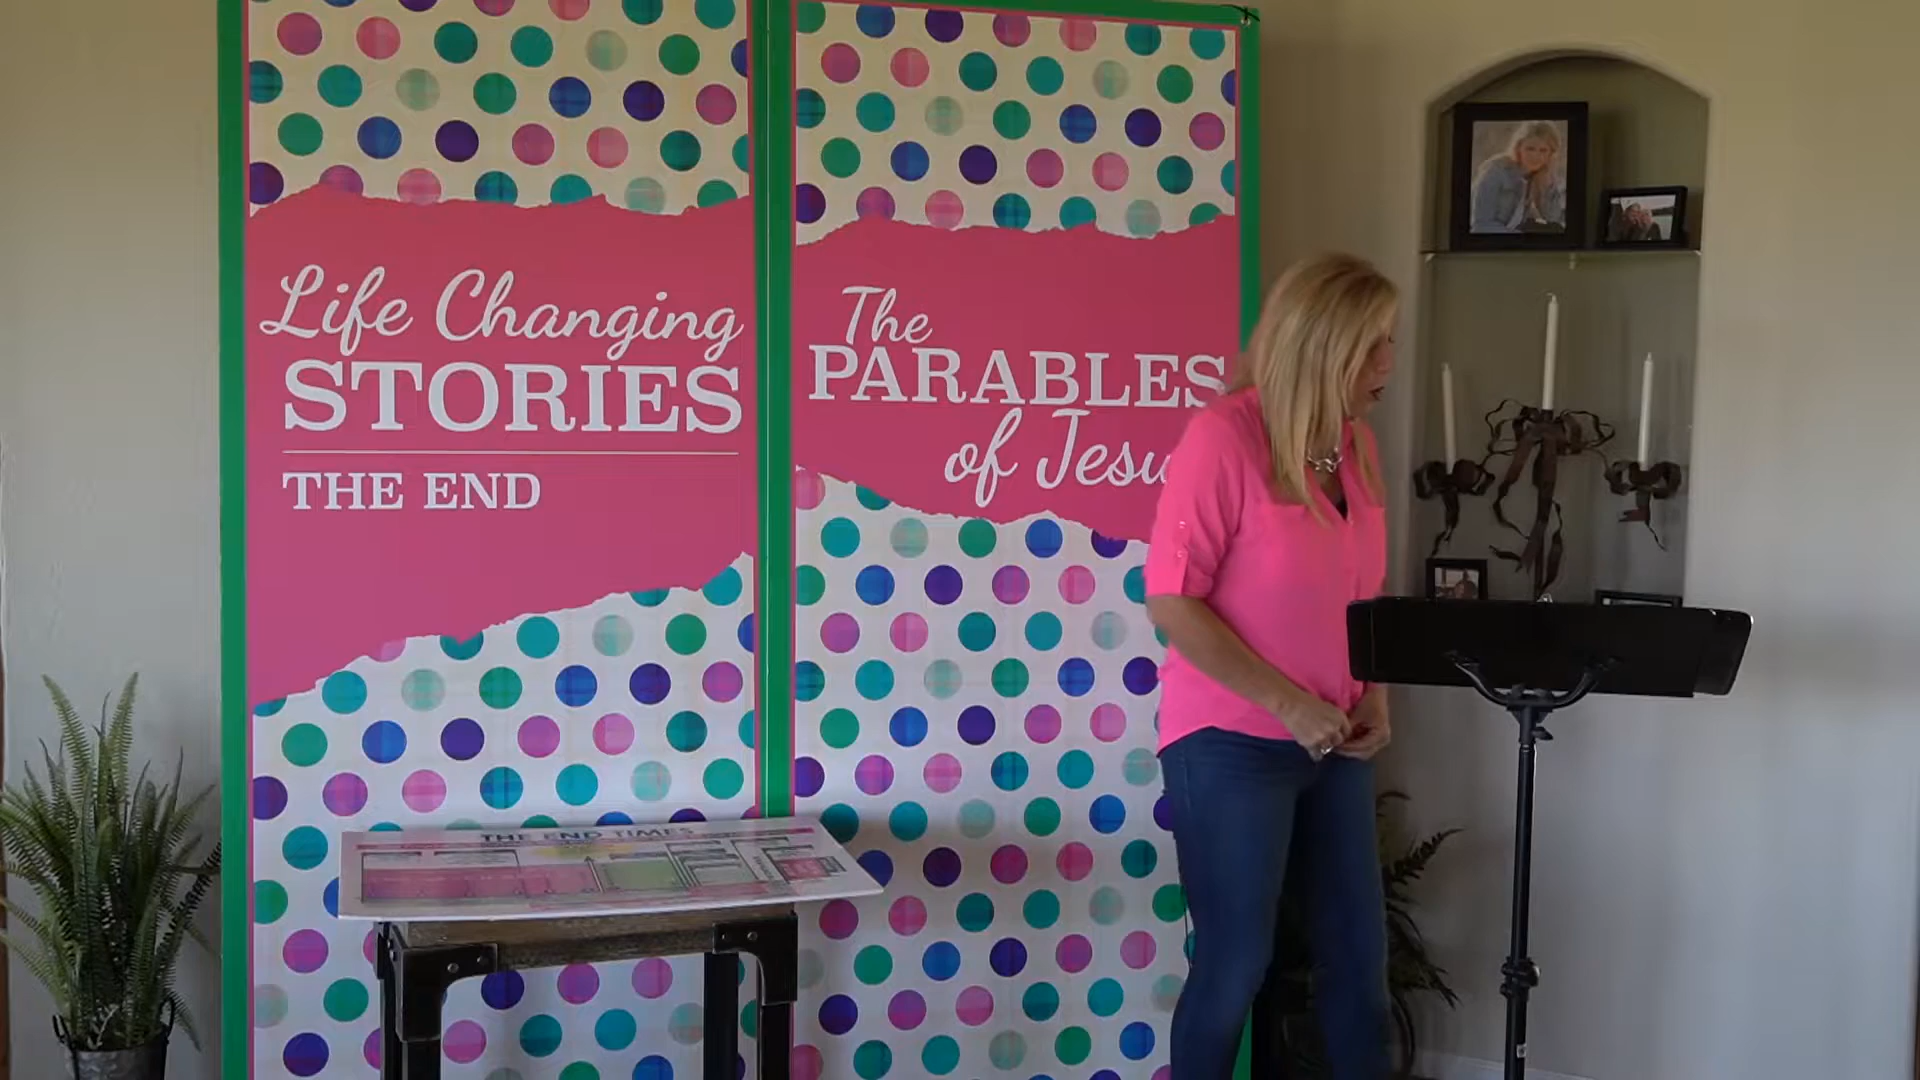 Life Changing
STORIES
THE END
The
PARABLES
of Jesu
THE END TIMES